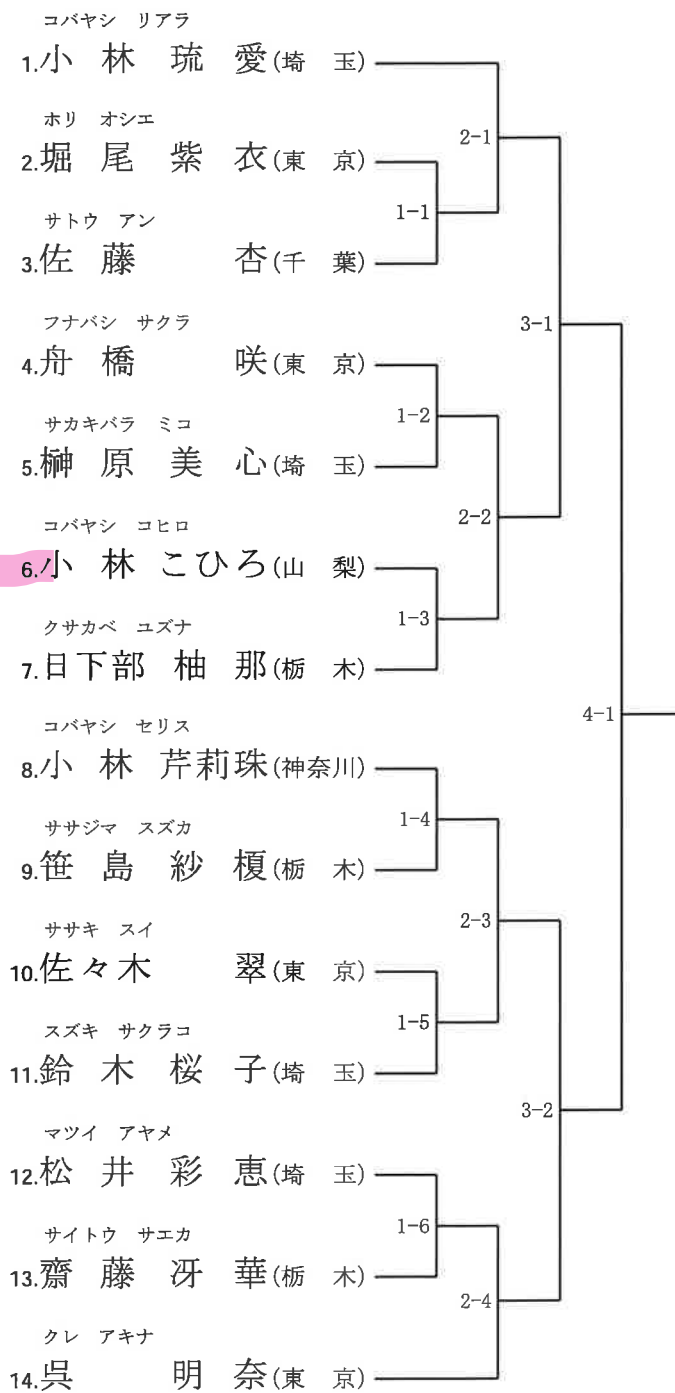 コバヤシ リアラ
1.小林琉愛(埼玉)
2-1
ホリ オシエ
2.堀尾紫衣(東京)
1-1
サトウ アン
3.佐藤杏(千葉)
3-1
フナバシ サクラ
4.舟橋咲(東京)
1-2
サカキバラ ミコ
5.榊原美心(埼玉)
2-2
コバヤシ コヒロ
6.小林こひろ(山梨)
1-3
クサカベ ユズナ
7.日下部柚那(栃木)
4-1
コバヤシ セリス
8.小林芹莉珠(神奈川)
1-4
ササジマ スズカ
9.笹島紗榎(栃木)
2-3
ササキ スイ
10.佐々木翠(東京)
1-5
スズキ サクラコ
11.鈴木桜子(埼玉)
3-2
マツイ アヤメ
12.松井彩恵(埼玉)
1-6
サイトウ サエカ
13.齋藤冴華(栃木)
2-4
クレ アキナ
14.呉明奈(東京)